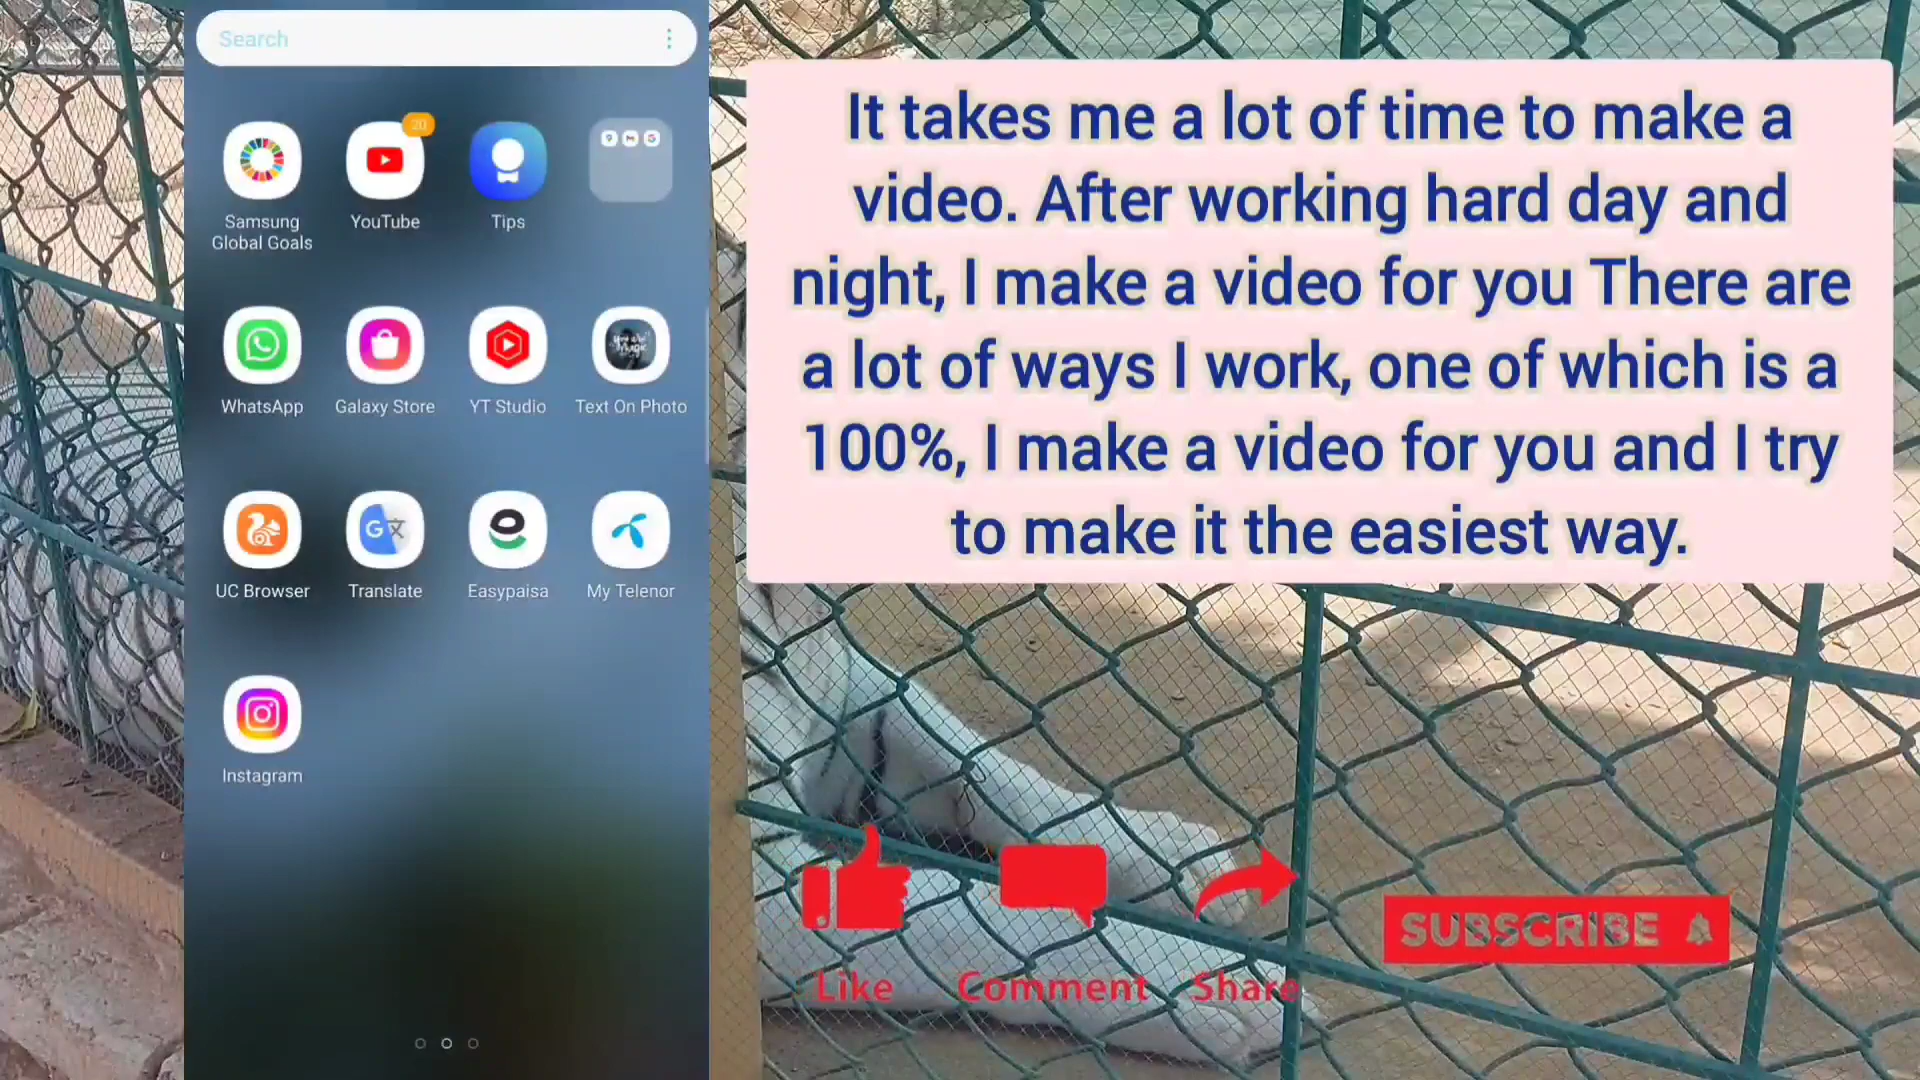 Search
20
Samsung
Global Goals
YouTube
Tips
WhatsApp
Galaxy Store
YT Studio
Text On Photo
UC Browser
Translate
Easypaisa
My Telenor
Instagram
It takes me a lot of time to make a
video. After working hard day and
night, I make a video for you There are
a lot of ways I work, one of which is a
100%, I make a video for you and I try
to make it the easiest way.
Like
Comment
Share
SUBSCRIBE